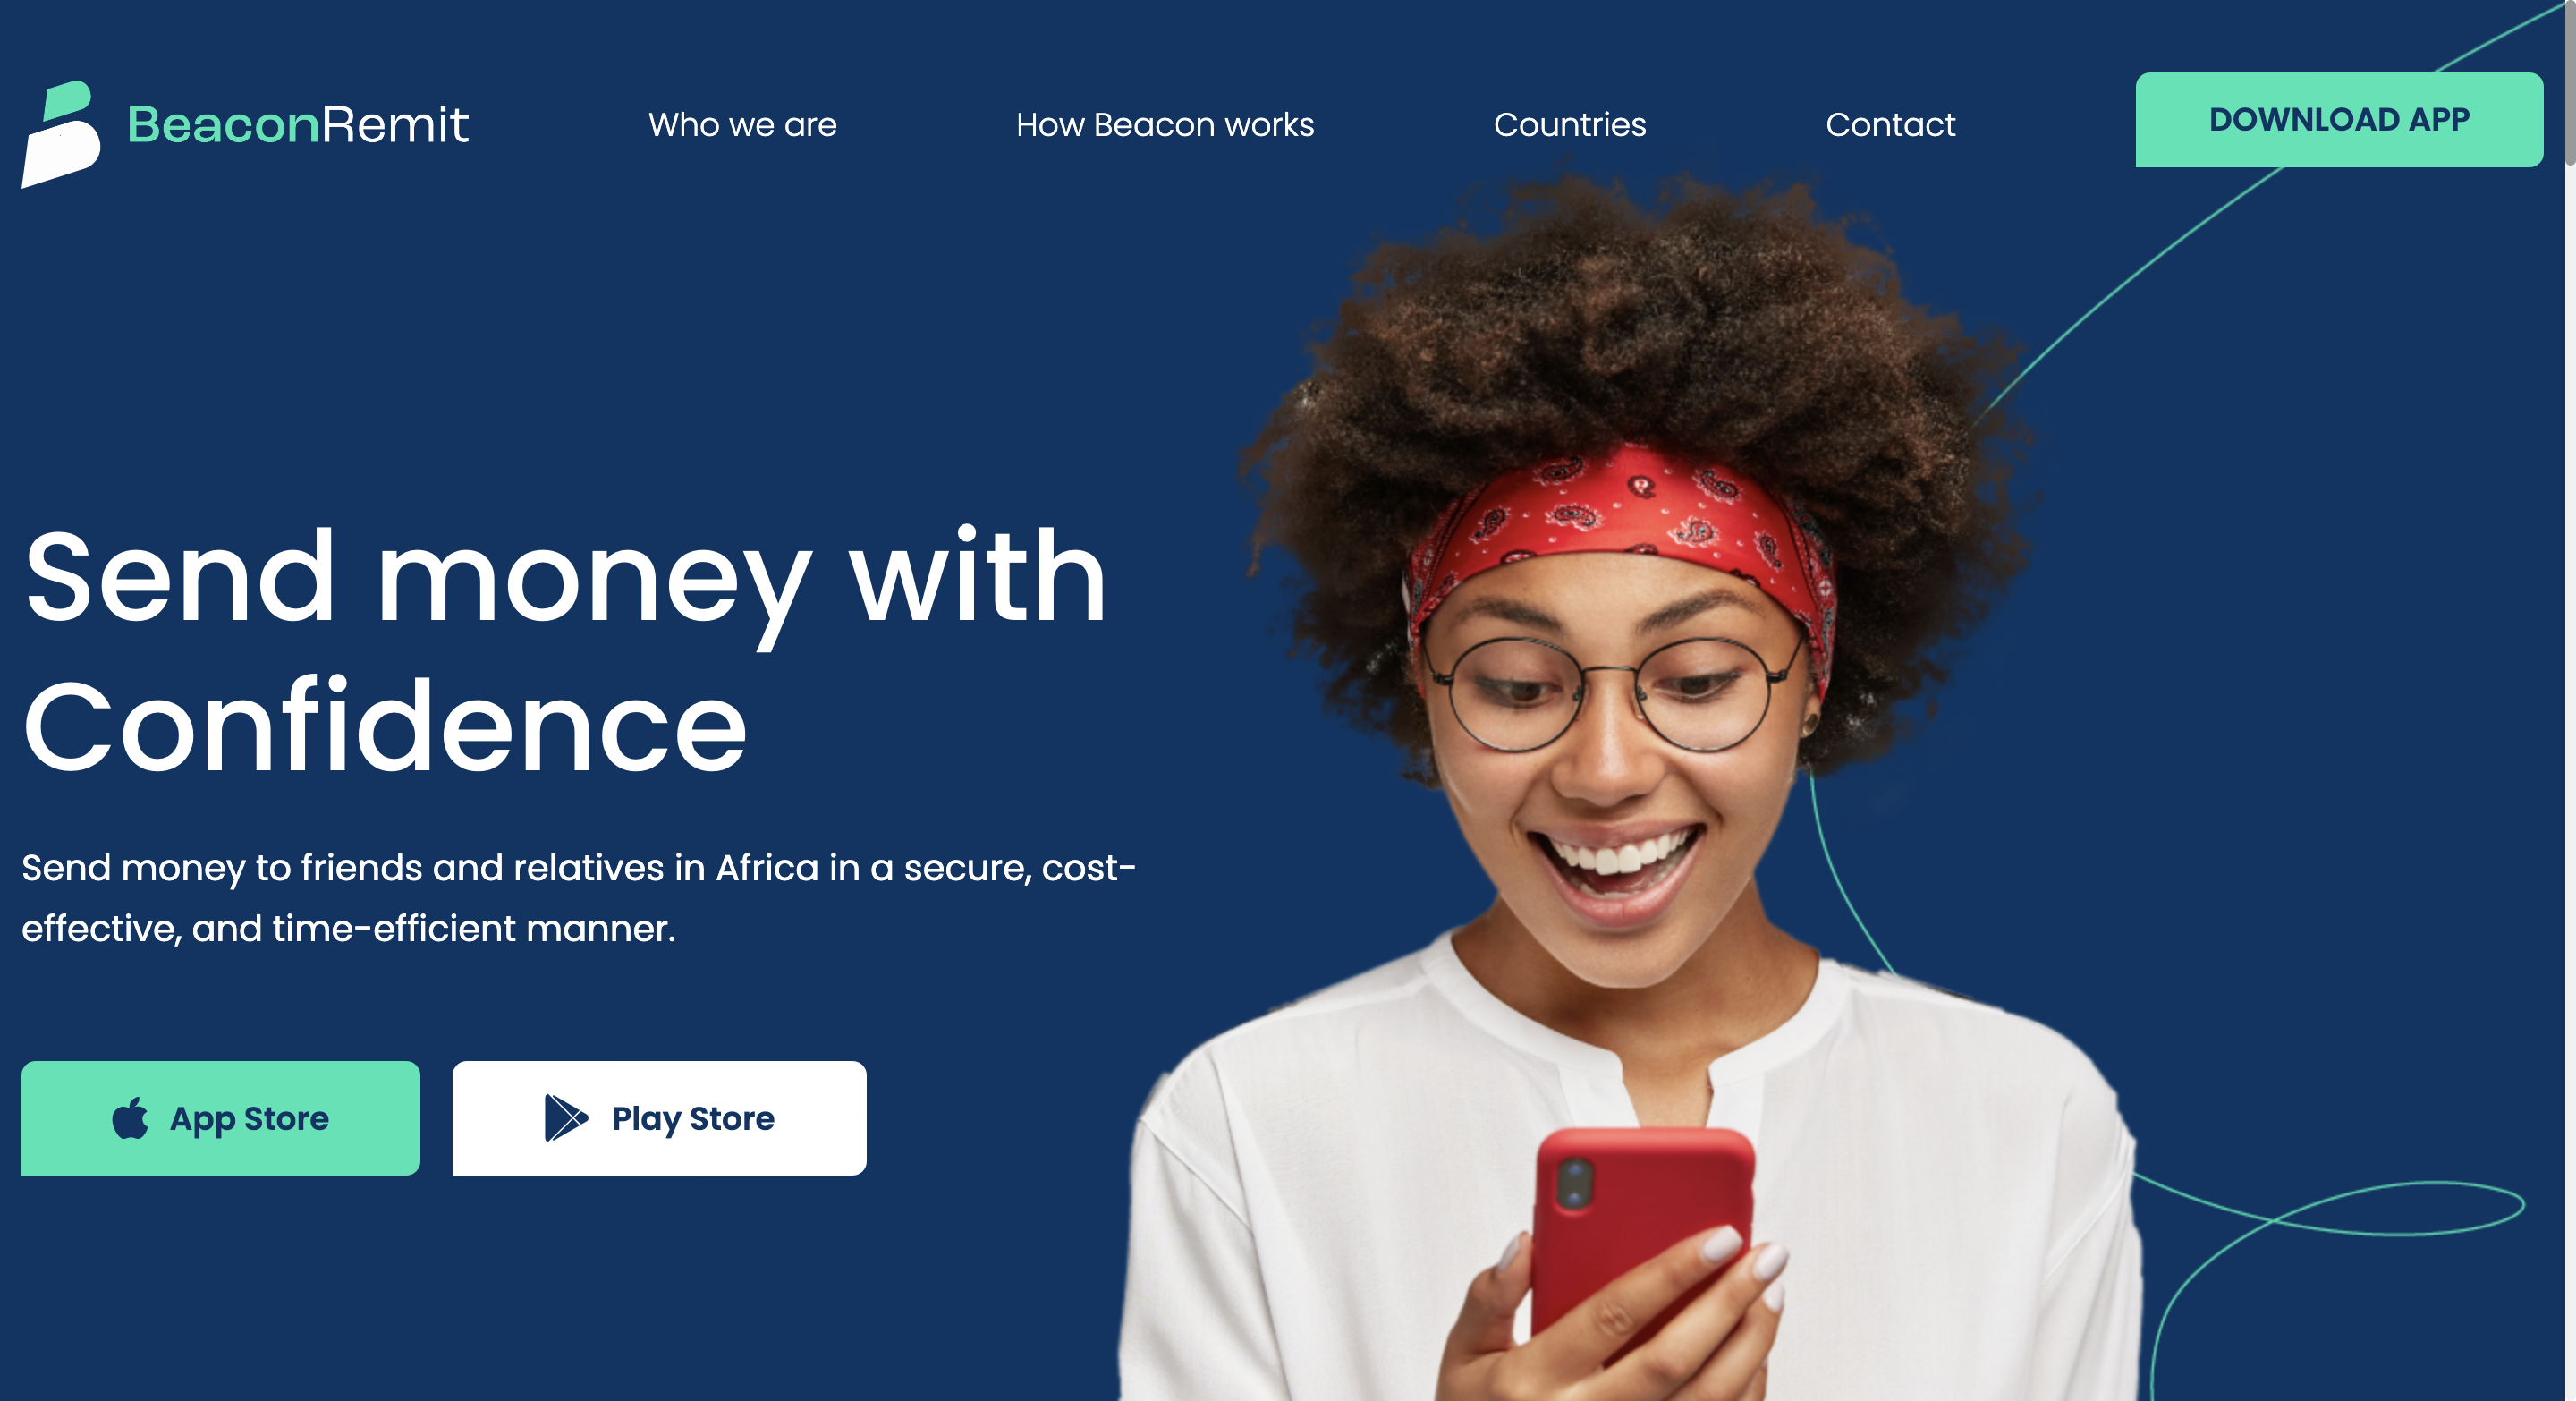 BeaconRemit
Who we are
How Beacon works
Countries
Contact
DOWNLOAD APP
Send money with
Confidence
Send money to friends and relatives in Africa in a secure, cost-
effective, and time-efficient manner.
App Store
Play Store